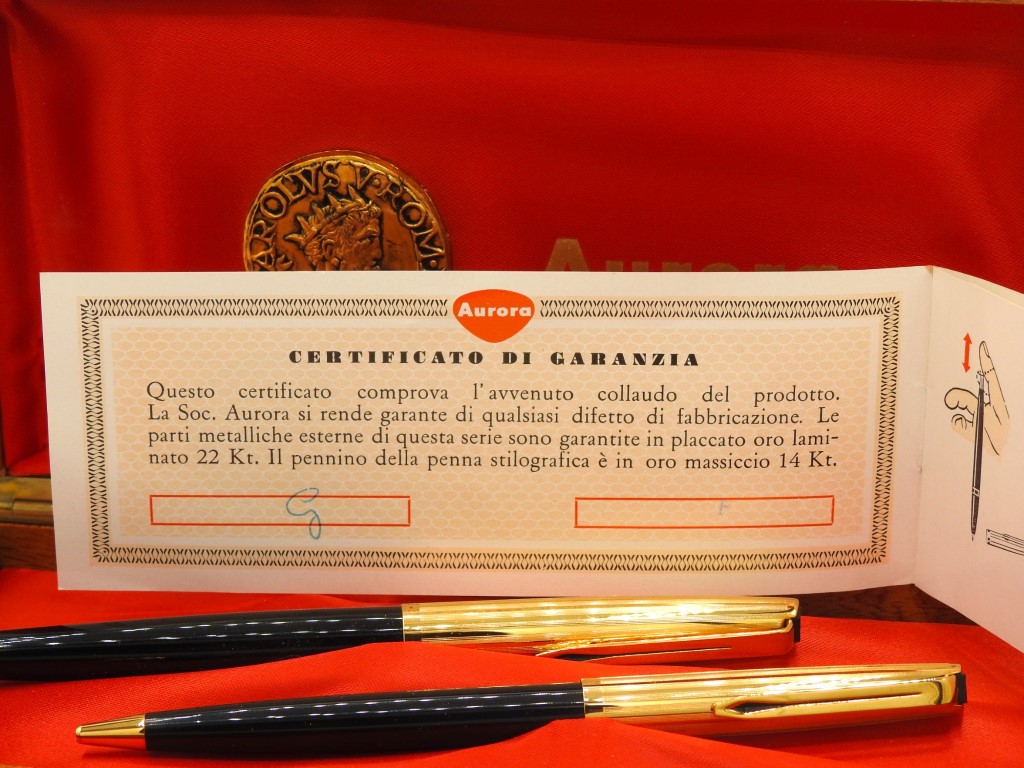 AROLVS V · ROM ·
Aurora
Aurora
CERTIFICATO DI GARANZIA
Questo certificato comprova l'avvenuto collaudo del prodotto.
La Soc. Aurora si rende garante di qualsiasi difetto di fabbricazione. Le
parti metalliche esterne di questa serie sono garantite in placcato oro lami-
nato 22 Kt. Il pennino della penna stilografica è in oro massiccio 14 Kt.